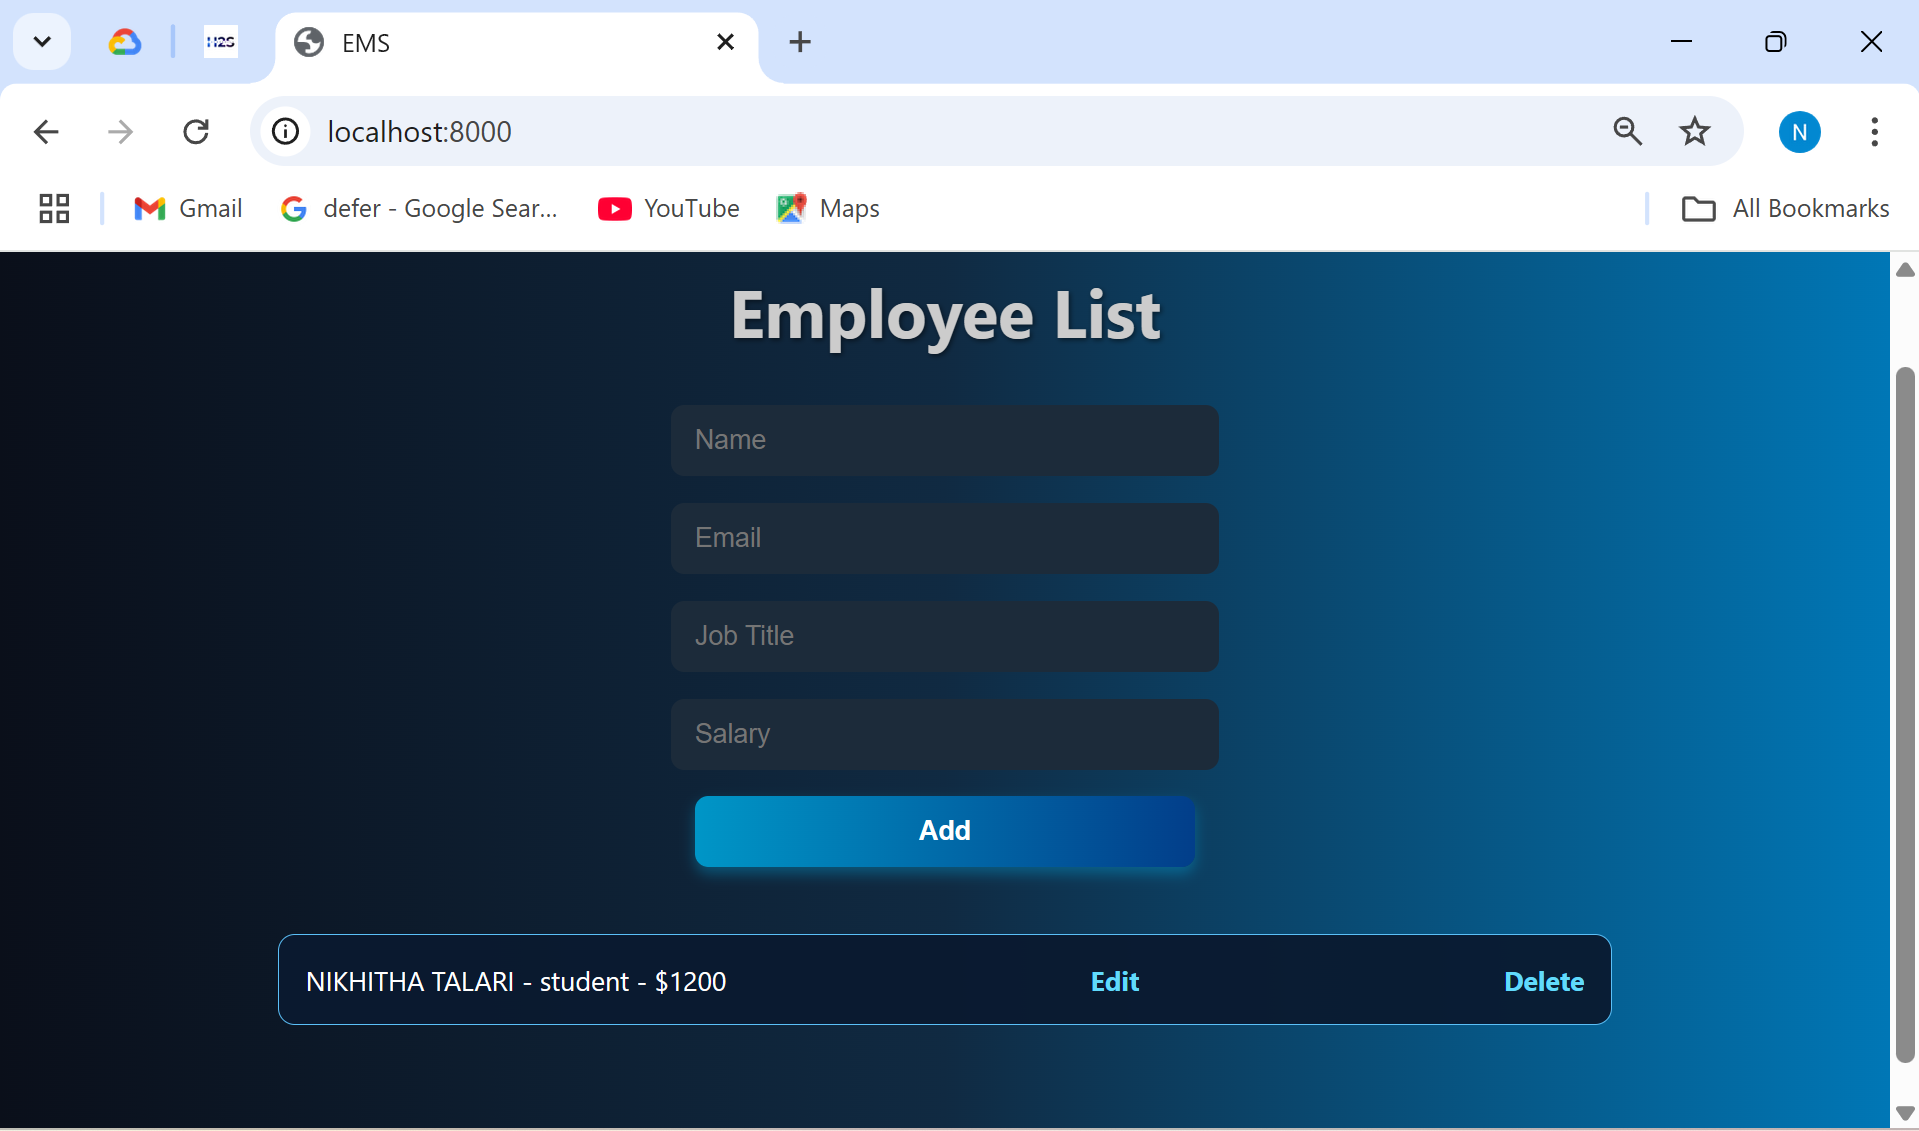 H2S
EMS
localhost:8000
N
Gmail
defer - Google Sear...
YouTube
Maps
All Bookmarks
Employee List
Name
Email
Job Title
Salary
Add
NIKHITHA TALARI - student - $1200 Edit Delete